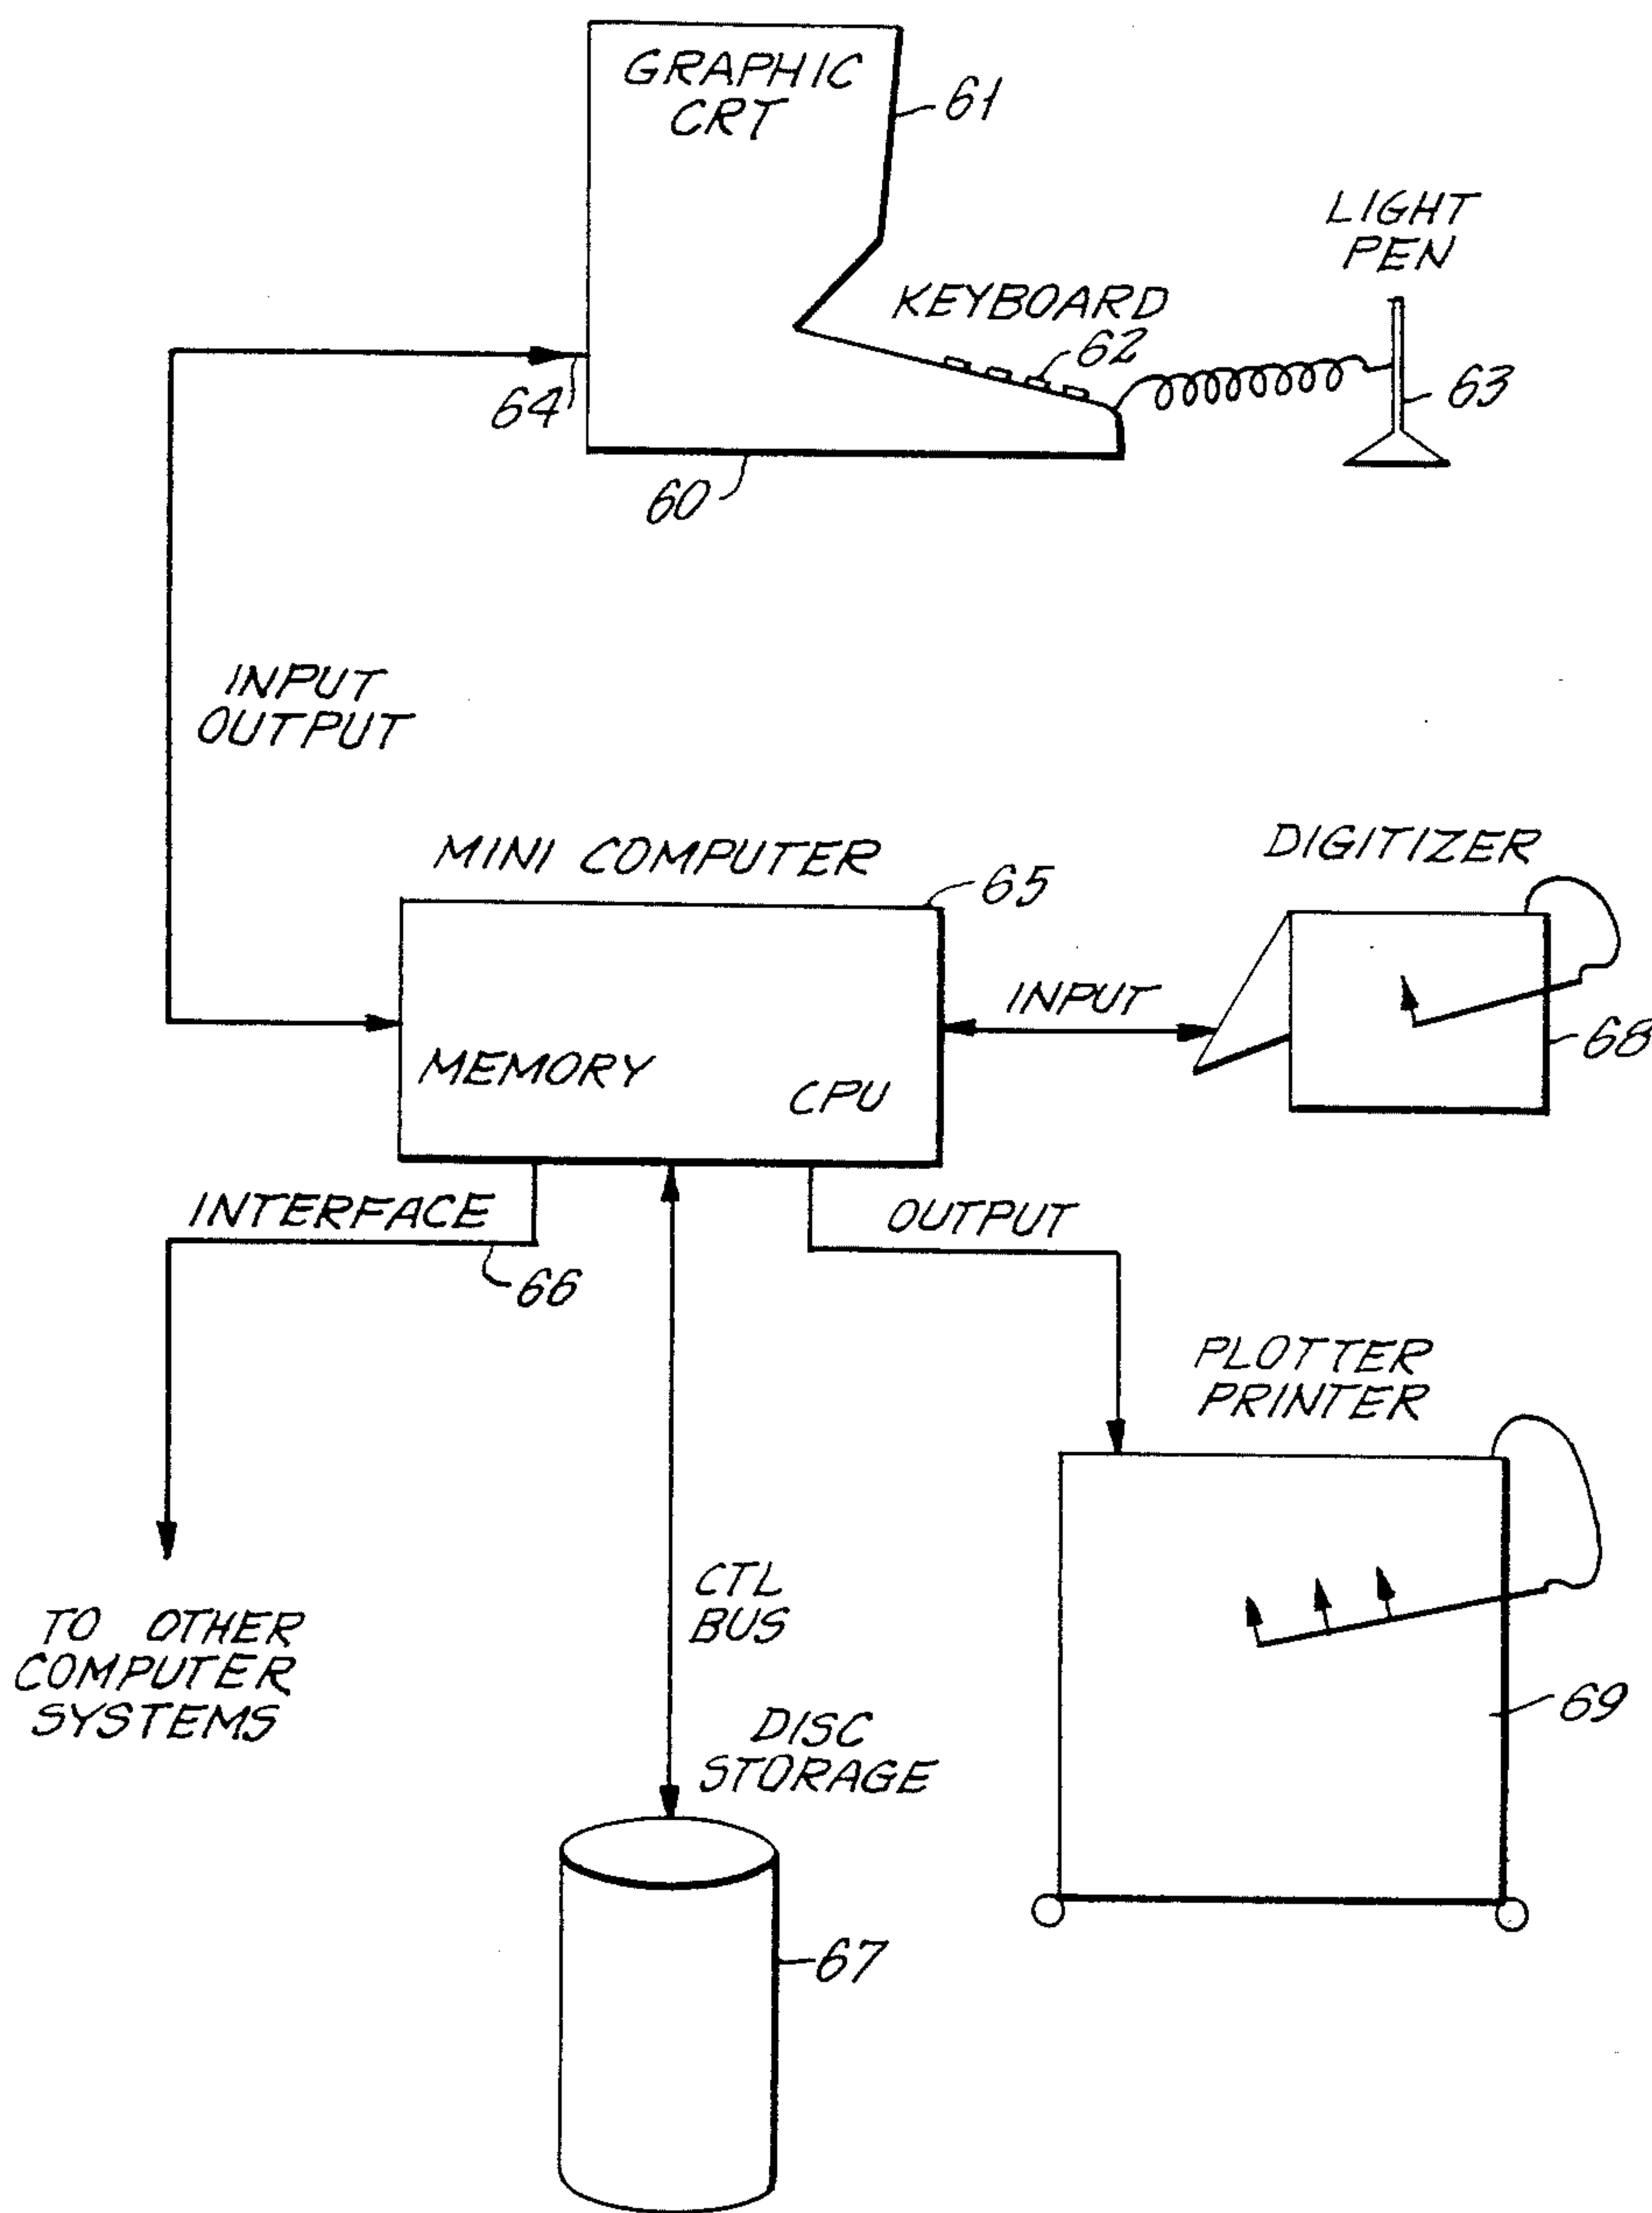 GRAPHIC
CRT
61
LIGHT
PEN
KEYBOARD
62
63
64
60
INPUT
OUTPUT
MINI COMPUTER
65
DIGITIZER
INPUT
68
MEMORY
CPU
INTERFACE
66
OUTPUT
PLOTTER
PRINTER
CTL
BUS
TO OTHER
COMPUTER
SYSTEMS
69
DISC
STORAGE
67